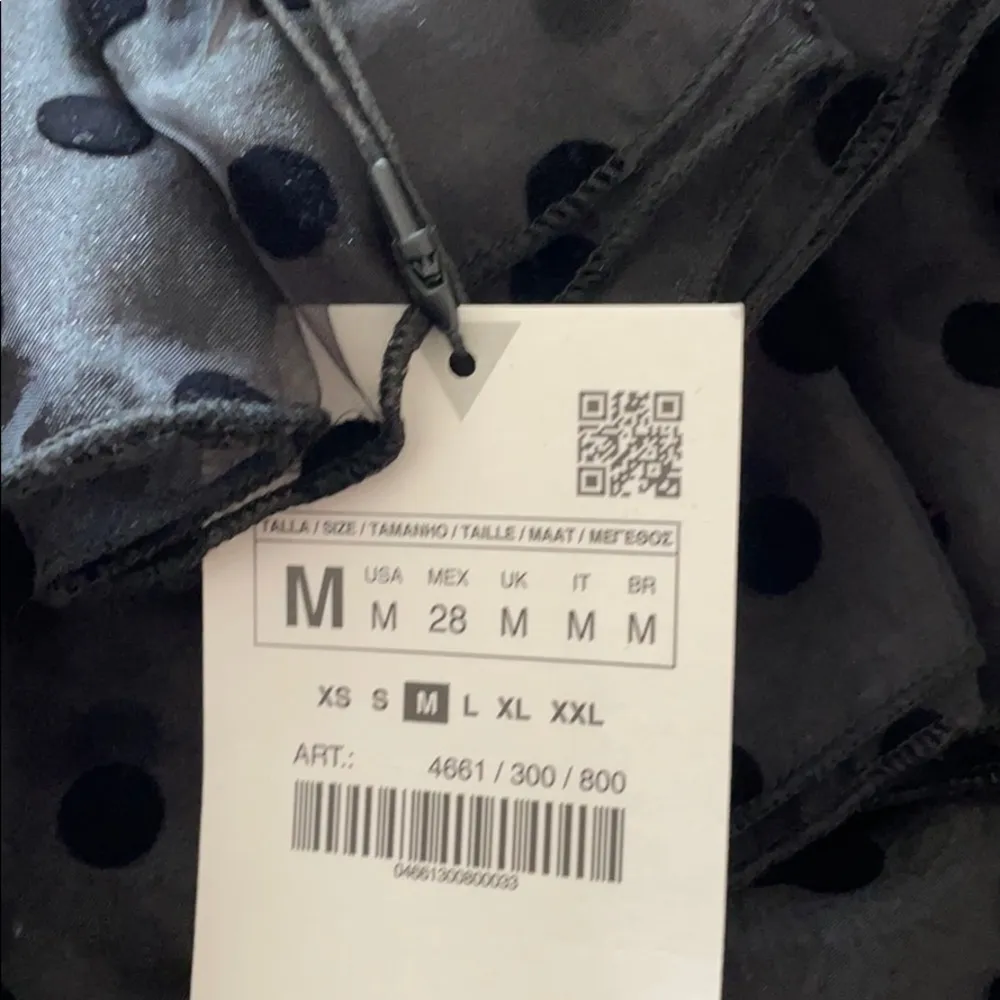 TALLA / SIZE / TAMANHO / TAILLE / MAAT / ΜΕΓΕΘΟΣ
USA MEX UK IT BR
M M 28 M M M
XS S M L XL XXL
ART.: 4661 / 300 / 800
04661300800033